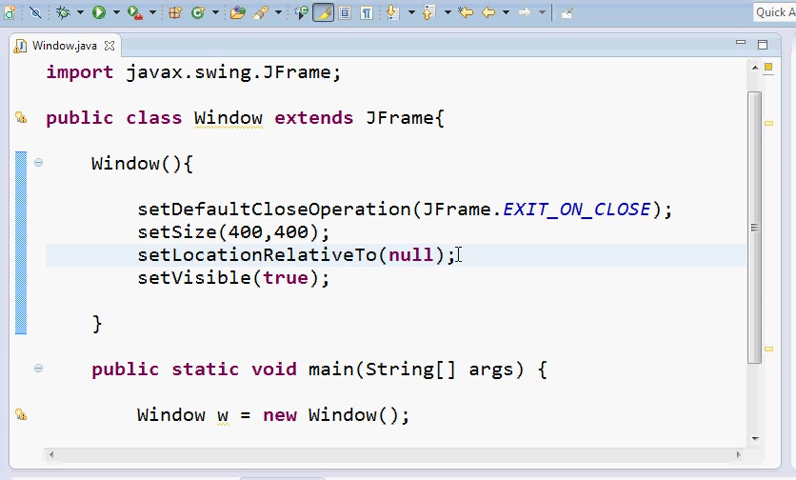 Quick A
Window.java
import javax.swing.JFrame;
public class Window extends JFrame{
Window(){
setDefaultCloseOperation(JFrame.EXIT_ON_CLOSE);
setSize(400,400);
setLocationRelativeTo(null);
setVisible(true);
}
public static void main(String[] args) {
Window w = new Window();